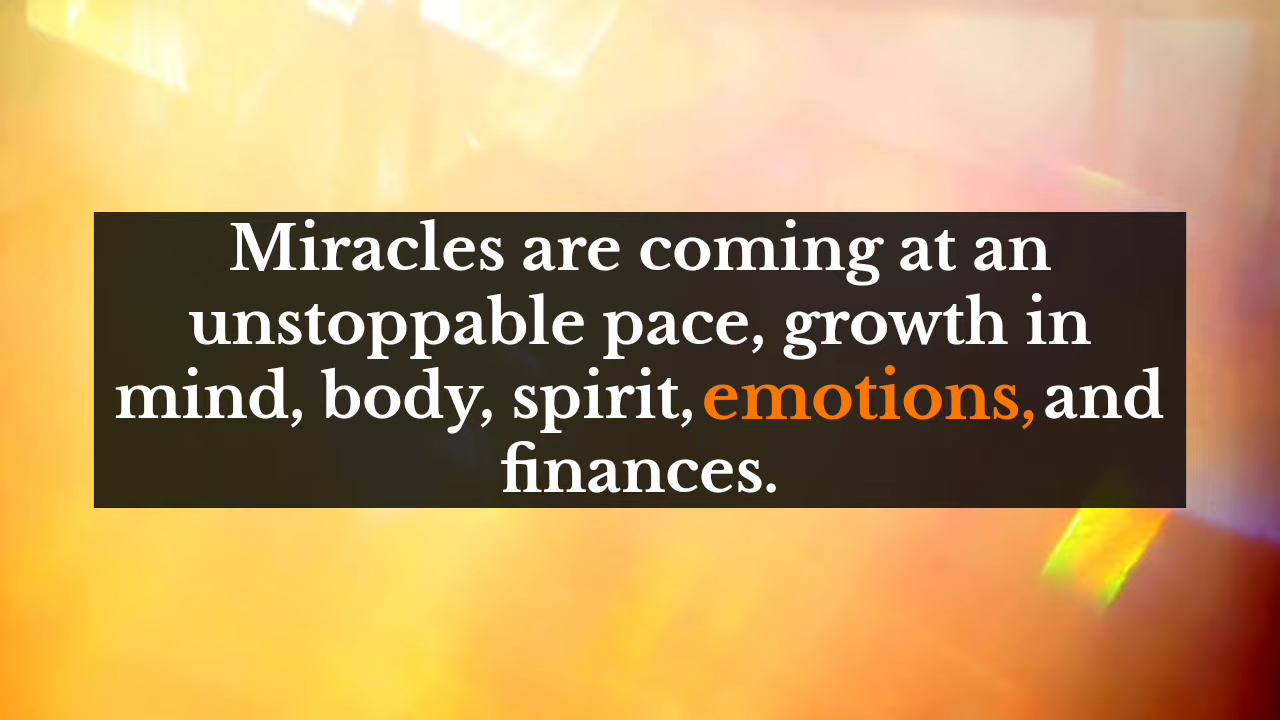 Miracles are coming at an
unstoppable pace, growth in
mind, body, spirit, emotions, and
finances.